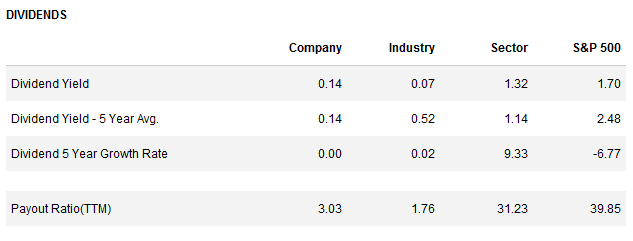 DIVIDENDS
Company Industry Sector S&P 500
Dividend Yield 0.14 0.07 1.32 1.70
Dividend Yield - 5 Year Avg. 0.14 0.52 1.14 2.48
Dividend 5 Year Growth Rate 0.00 0.02 9.33 -6.77
Payout Ratio(TTM) 3.03 1.76 31.23 39.85